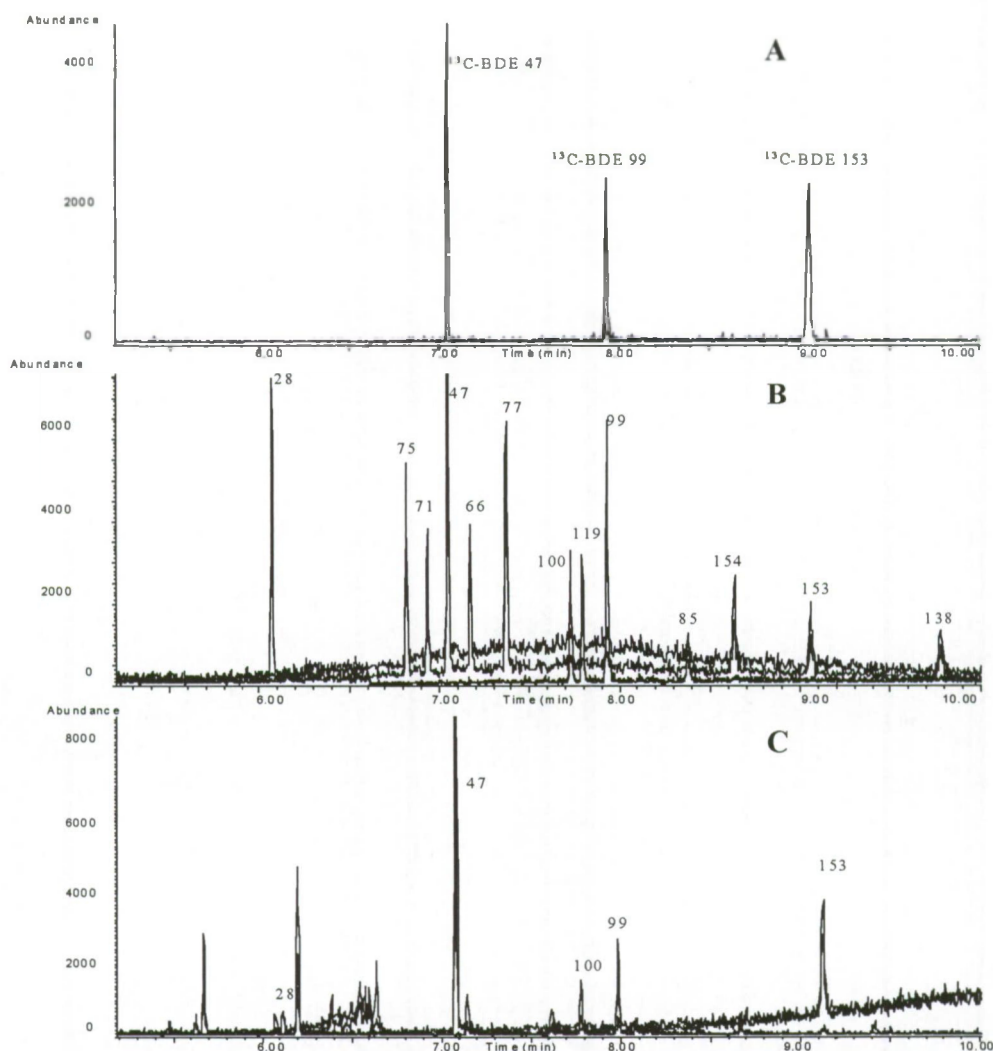 Abundance
A
4000
¹³C-BDE 47
¹³C-BDE 99
¹³C-BDE 153
2000
0
6.00 7.00 Time (min) 8.00 9.00 10.00
Abundance
B
28 47 77 99
6000
75
71 66
4000
119
100 154
2000
153
85 138
0
6.00 7.00 Time (min) 8.00 9.00 10.00
Abundance
C
8000
47
6000
4000
153
99
2000
100
28
0
6.00 7.00 Time (min) 8.00 9.00 10.00